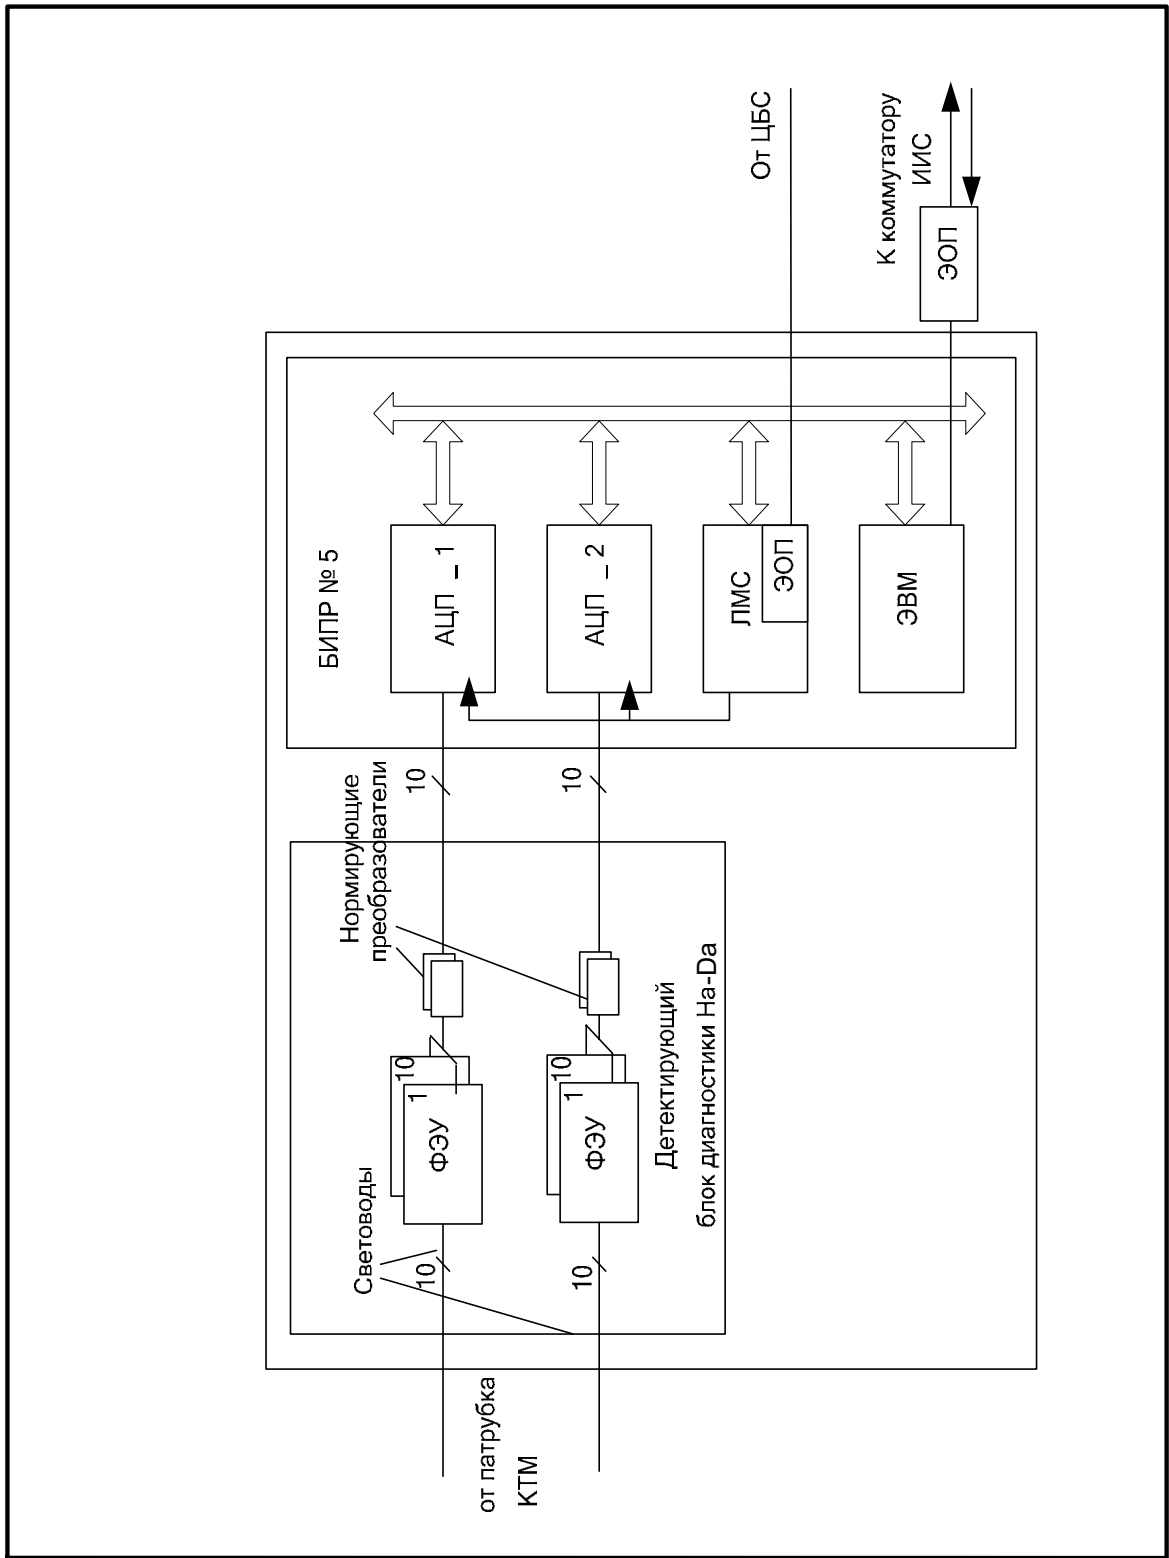 от патрубка
КТМ
Световоды
10
10
ФЭУ
1
10
ФЭУ
1
10
Детектирующий
блок диагностики Ha-Da
Нормирующие
преобразователи
10
10
БИПР № 5
АЦП _ 1
АЦП _ 2
ЛМС
ЭОП
ЭВМ
От ЦБС
К коммутатору
ИИС
ЭОП